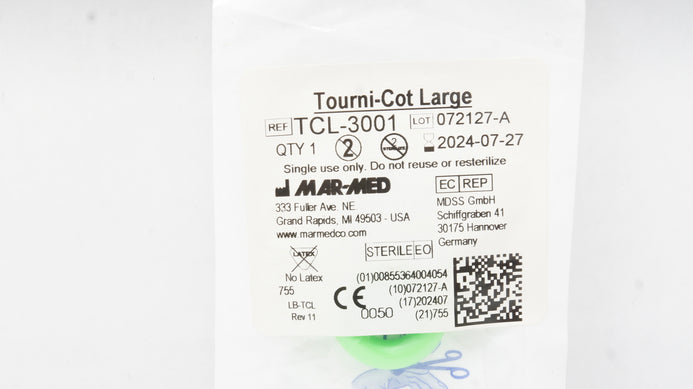 Tourni-Cot Large
REF TCL-3001 LOT 072127-A
QTY 1 2 2 STERILIZE 2024-07-27
Single use only. Do not reuse or resterilize
MAR-MED
333 Fuller Ave. NE
Grand Rapids, MI 49503 - USA
www.marmedco.com
EC REP
MDSS GmbH
Schiffgraben 41
30175 Hannover
Germany
LATEX
No Latex
755
LB-TCL
Rev 11
STERILE EO
CE
0050
(01)00855364004054
(10)072127-A
(17)202407
(21)755